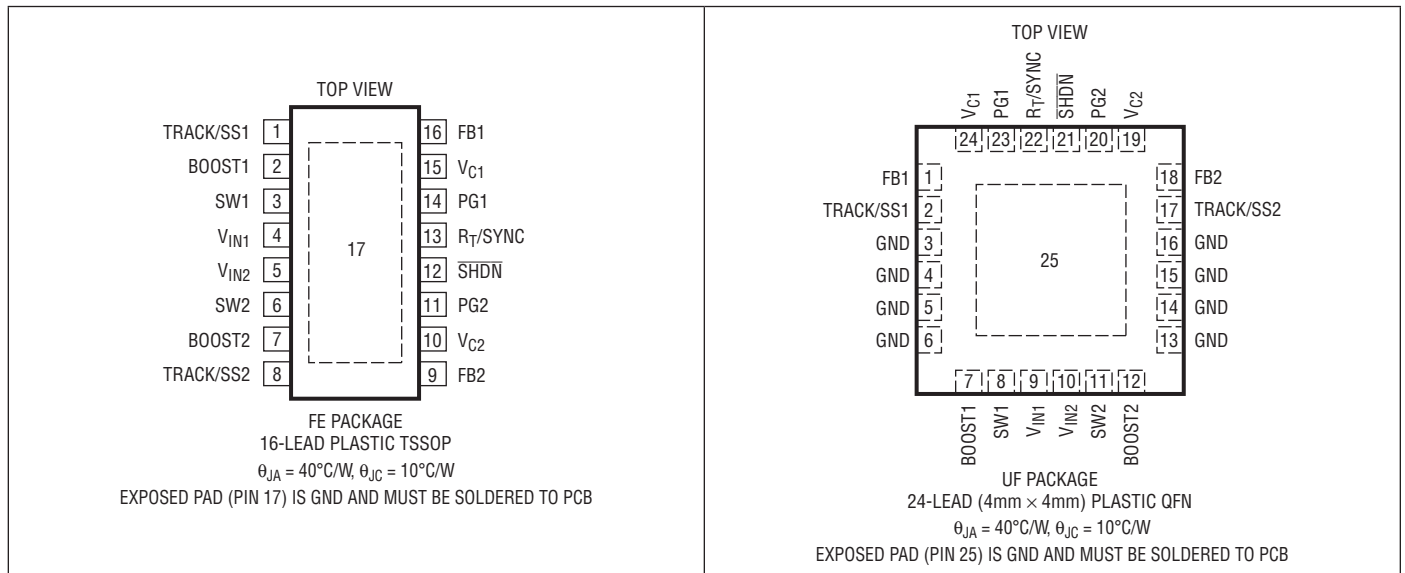 TOP VIEW
TRACK/SS1 1
BOOST1 2
SW1 3
VIN1 4
VIN2 5
SW2 6
BOOST2 7
TRACK/SS2 8
17
16 FB1
15 VC1
14 PG1
13 RT/SYNC
12 SHDN
11 PG2
10 VC2
9 FB2
FE PACKAGE
16-LEAD PLASTIC TSSOP
θJA = 40°C/W, θJC = 10°C/W
EXPOSED PAD (PIN 17) IS GND AND MUST BE SOLDERED TO PCB
TOP VIEW
VC1 PG1 RT/SYNC SHDN PG2 VC2
24 23 22 21 20 19
FB1 1
TRACK/SS1 2
GND 3
GND 4
GND 5
GND 6
25
18 FB2
17 TRACK/SS2
16 GND
15 GND
14 GND
13 GND
7 8 9 10 11 12
BOOST1 SW1 VIN1 VIN2 SW2 BOOST2
UF PACKAGE
24-LEAD (4mm × 4mm) PLASTIC QFN
θJA = 40°C/W, θJC = 10°C/W
EXPOSED PAD (PIN 25) IS GND AND MUST BE SOLDERED TO PCB